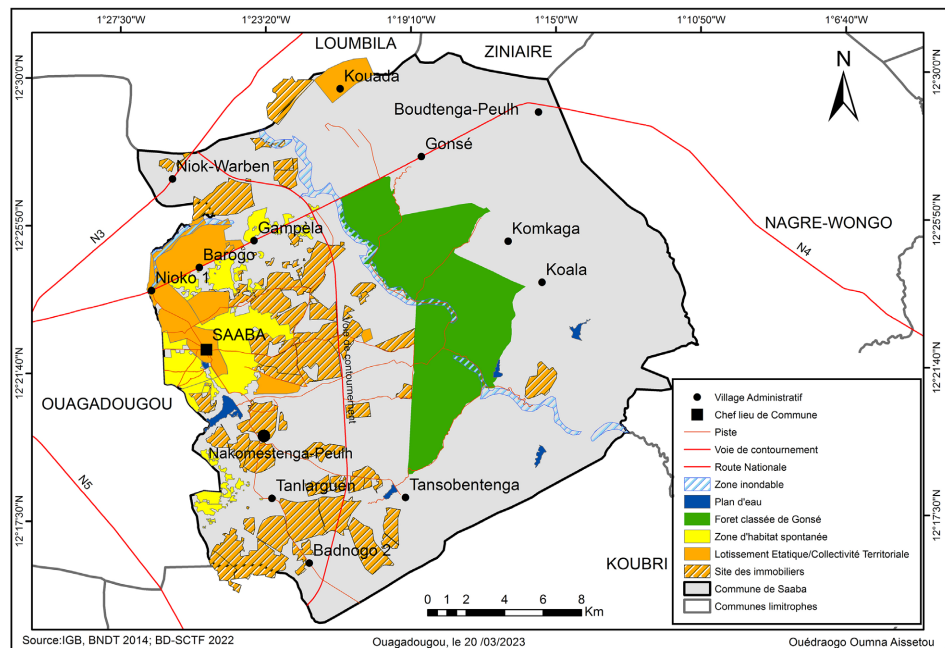 1°27'30"W 1°23'20"W 1°19'10"W 1°15'0"W 1°10'50"W 1°6'40"W
LOUMBILA
ZINIAIRE
N
12°30'0"N
12°30'0"N
Kouada
Boudtenga-Peulh
Gonsé
Niok-Warben
12°25'50"N
12°25'50"N
NAGRE-WONGO
N3
Gampèla
Komkaga
N4
Barogo
Koala
Nioko 1
Voie de contournement
SAABA
12°21'40"N
12°21'40"N
OUAGADOUGOU
Nakomestenga-Peulh
N5
Tanlarguen
Tansobentenga
12°17'30"N
12°17'30"N
Badnogo 2
KOUBRI
0 1 2 4 6 8
Km
Village Administratif
Chef lieu de Commune
Piste
Voie de contournement
Route Nationale
Zone inondable
Plan d'eau
Foret classée de Gonsé
Zone d'habitat spontanée
Lotissement Etatique/Collectivité Territoriale
Site des immobiliers
Commune de Saaba
Communes limitrophes
Source:IGB, BNDT 2014; BD-SCTF 2022
Ouagadougou, le 20 /03/2023
Ouédraogo Oumna Aissetou